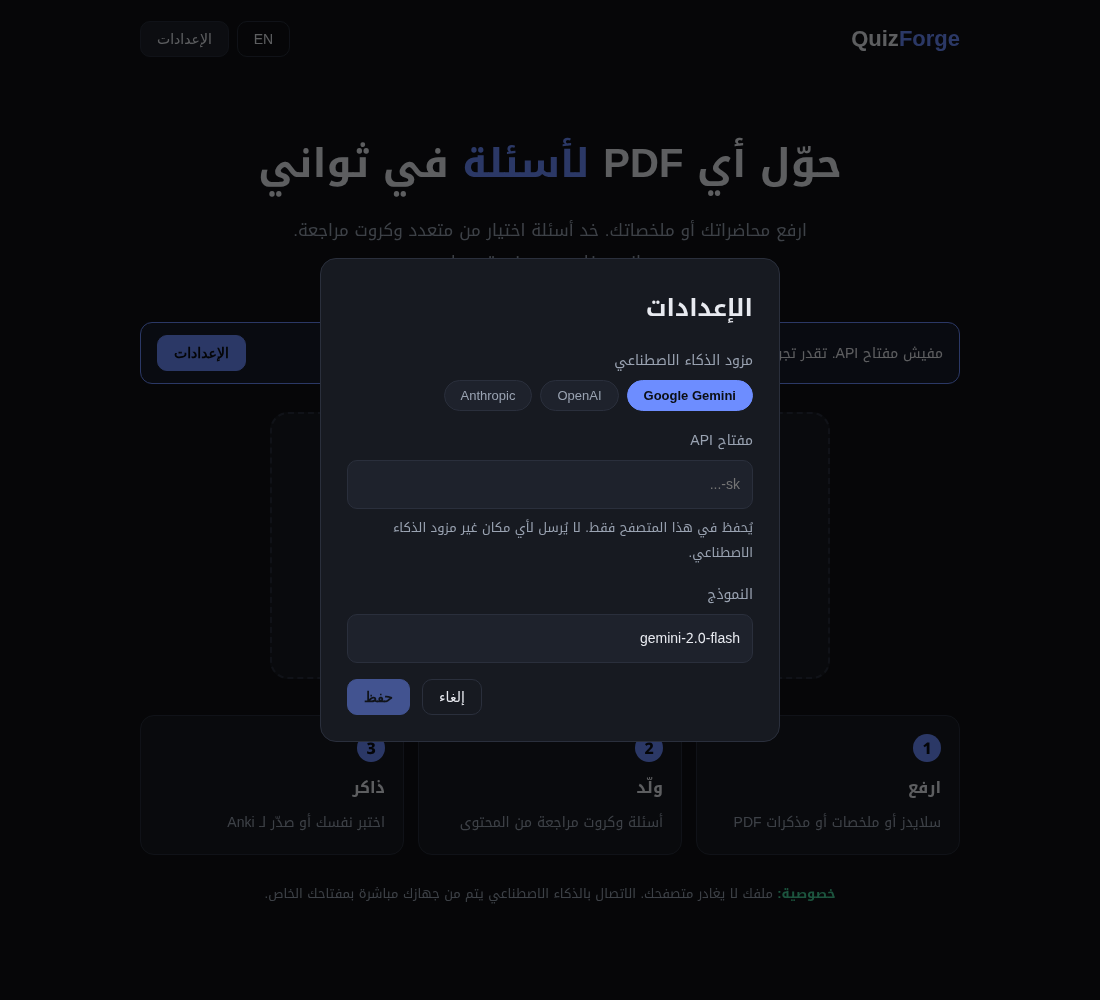 QuizForge
EN
الإعدادات
حوّل أي PDF لأسئلة في ثواني
ارفع محاضراتك أو ملخصاتك. خد أسئلة اختيار من متعدد وكروت مراجعة.
مفيش مفتاح API. تقدر
الإعدادات
الإعدادات
مزود الذكاء الاصطناعي
Google Gemini
OpenAI
Anthropic
مفتاح API
sk-...
يُحفظ في هذا المتصفح فقط. لا يُرسل لأي مكان غير مزود الذكاء
الاصطناعي.
النموذج
gemini-2.0-flash
إلغاء
حفظ
1
ارفع
سلايدز أو ملخصات أو مذكرات PDF
2
ولّد
أسئلة وكروت مراجعة من المحتوى
3
ذاكر
اختبر نفسك أو صدّر لـ Anki
خصوصية: ملفك لا يغادر متصفحك. الاتصال بالذكاء الاصطناعي يتم من جهازك مباشرة بمفتاحك الخاص.